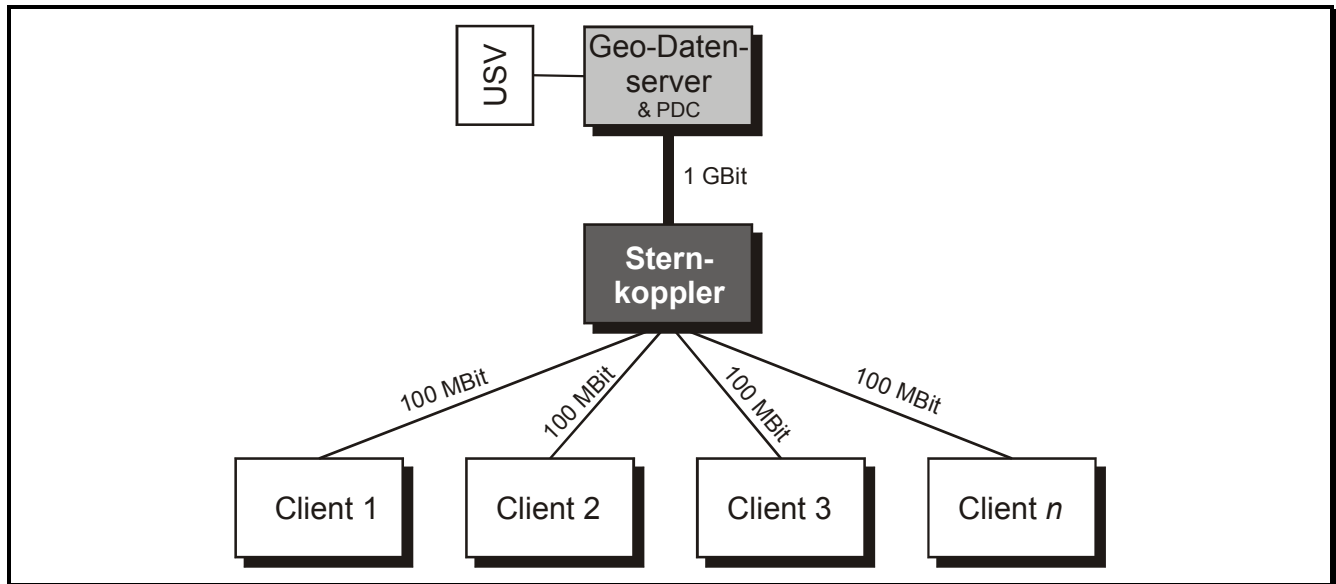 USV
Geo-Daten-
server
& PDC
1 GBit
Stern-
koppler
100 MBit
100 MBit
100 MBit
100 MBit
Client 1
Client 2
Client 3
Client n